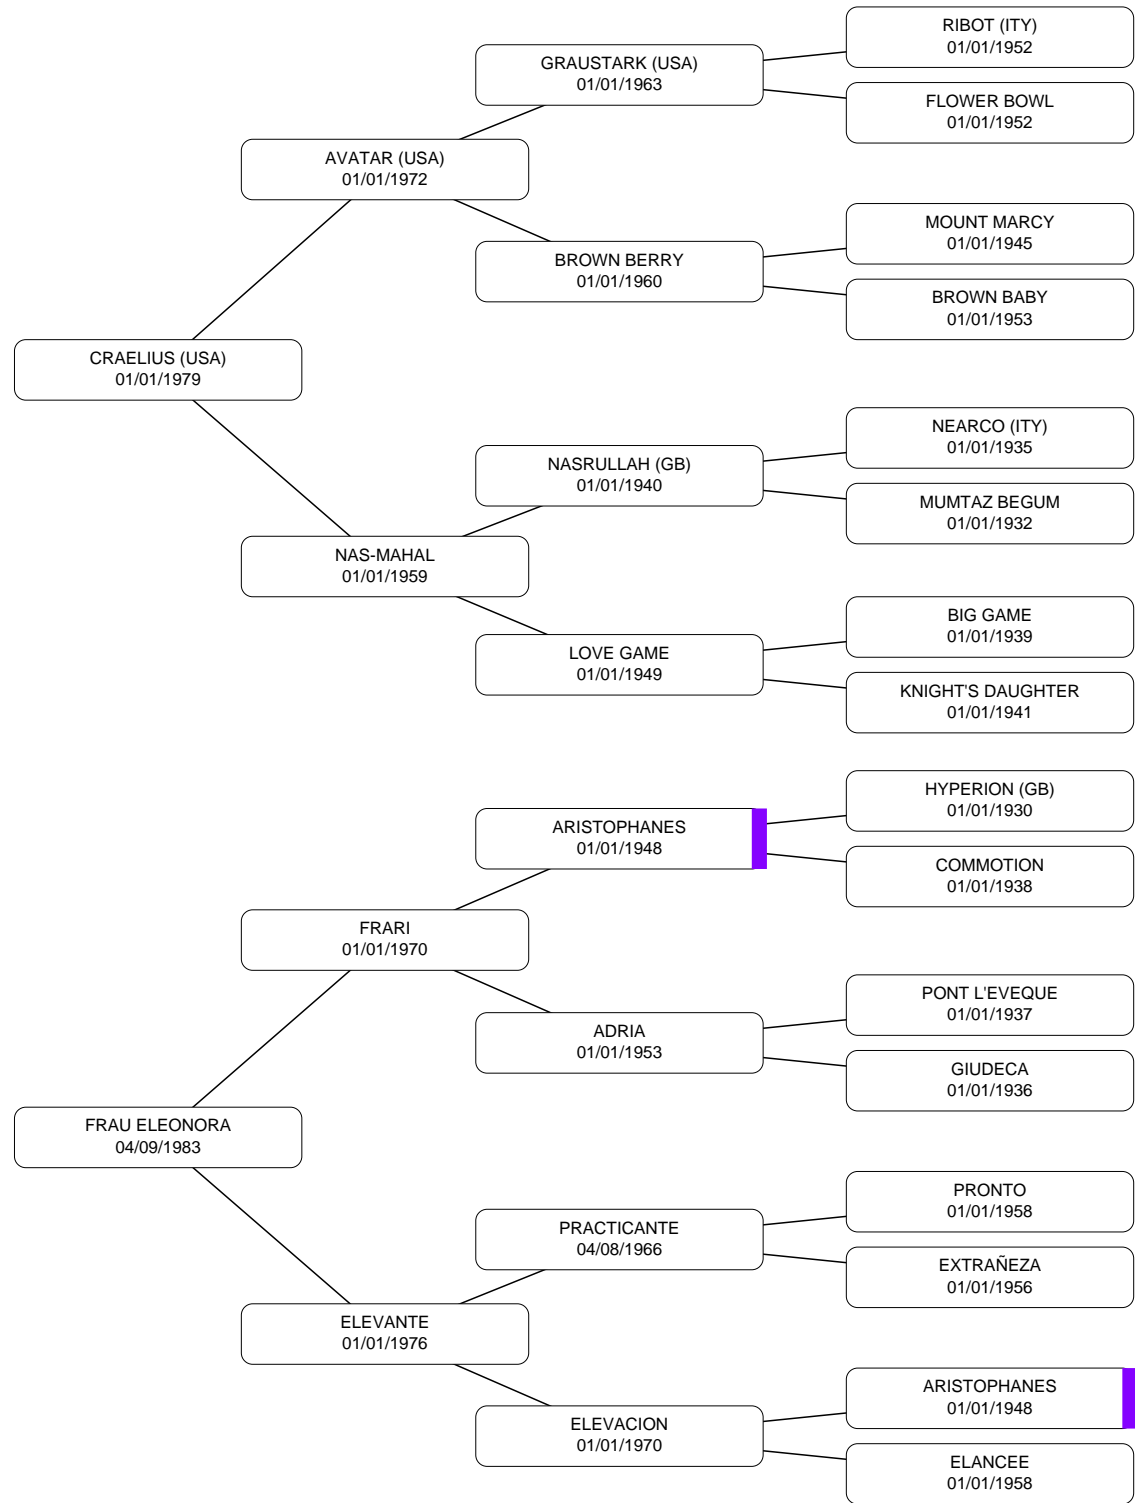 RIBOT (ITY)
01/01/1952
GRAUSTARK (USA)
01/01/1963
FLOWER BOWL
01/01/1952
AVATAR (USA)
01/01/1972
MOUNT MARCY
01/01/1945
BROWN BERRY
01/01/1960
BROWN BABY
01/01/1953
CRAELIUS (USA)
01/01/1979
NEARCO (ITY)
01/01/1935
NASRULLAH (GB)
01/01/1940
MUMTAZ BEGUM
01/01/1932
NAS-MAHAL
01/01/1959
BIG GAME
01/01/1939
LOVE GAME
01/01/1949
KNIGHT'S DAUGHTER
01/01/1941
HYPERION (GB)
01/01/1930
ARISTOPHANES
01/01/1948
COMMOTION
01/01/1938
FRARI
01/01/1970
PONT L'EVEQUE
01/01/1937
ADRIA
01/01/1953
GIUDECA
01/01/1936
FRAU ELEONORA
04/09/1983
PRONTO
01/01/1958
PRACTICANTE
04/08/1966
EXTRAÑEZA
01/01/1956
ELEVANTE
01/01/1976
ARISTOPHANES
01/01/1948
ELEVACION
01/01/1970
ELANCEE
01/01/1958